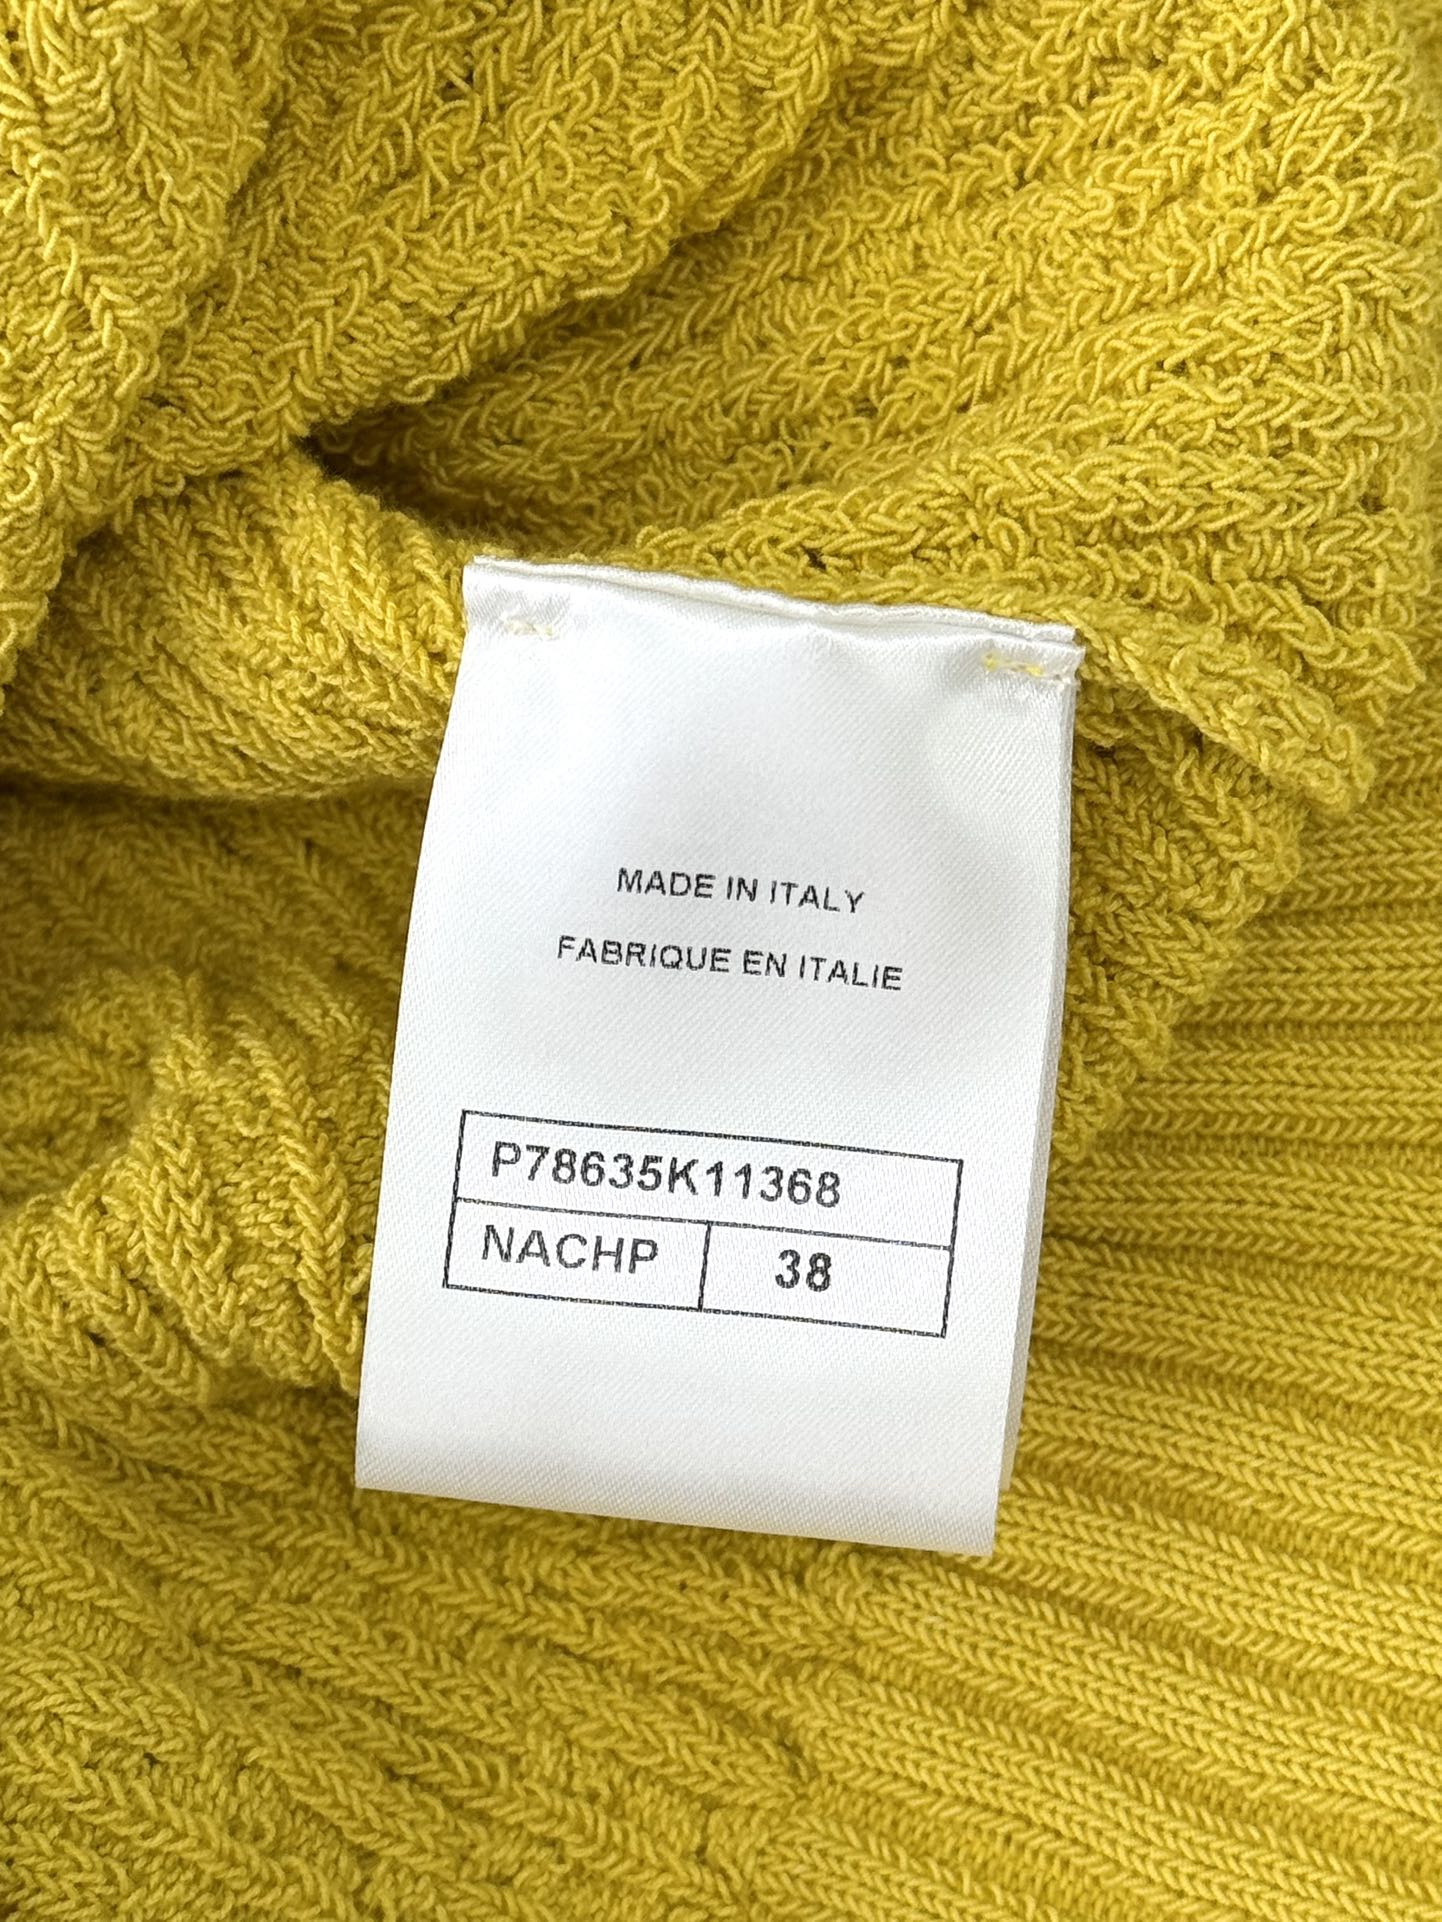 MADE IN ITALY
FABRIQUE EN ITALIE
P78635K11368
NACHP 38